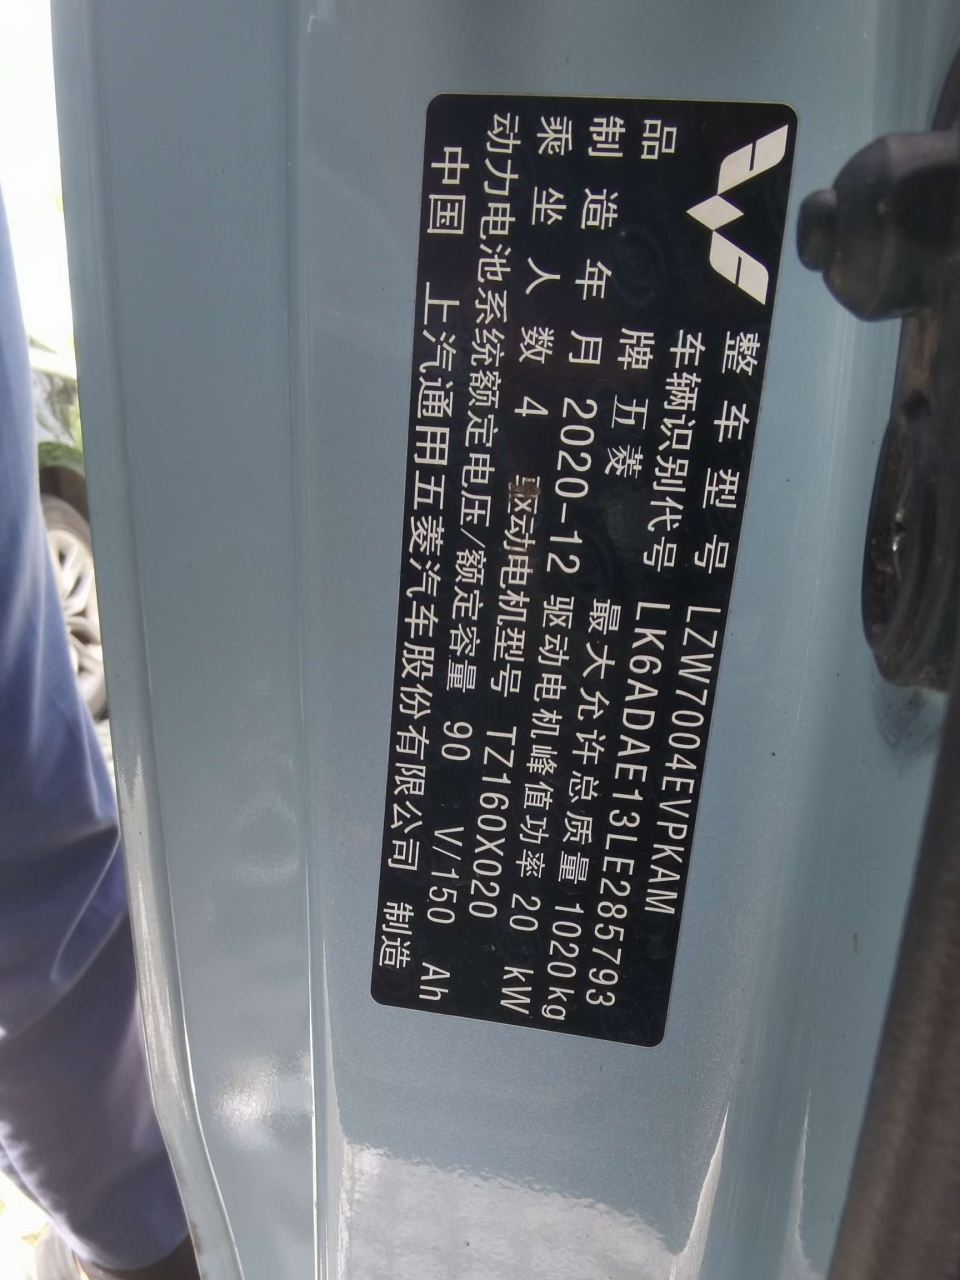 整车型号 LZW7004EVPKAM
车辆识别代号 LK6ADAE13LE285793
品牌 五菱 最大允许总质量 1020kg
制造年月 2020-12 驱动电机峰值功率 20 kW
乘坐人数 4 驱动电机型号 TZ160X020
动力电池系统额定电压/额定容量 90 V/150 Ah
中国 上汽通用五菱汽车股份有限公司 制造